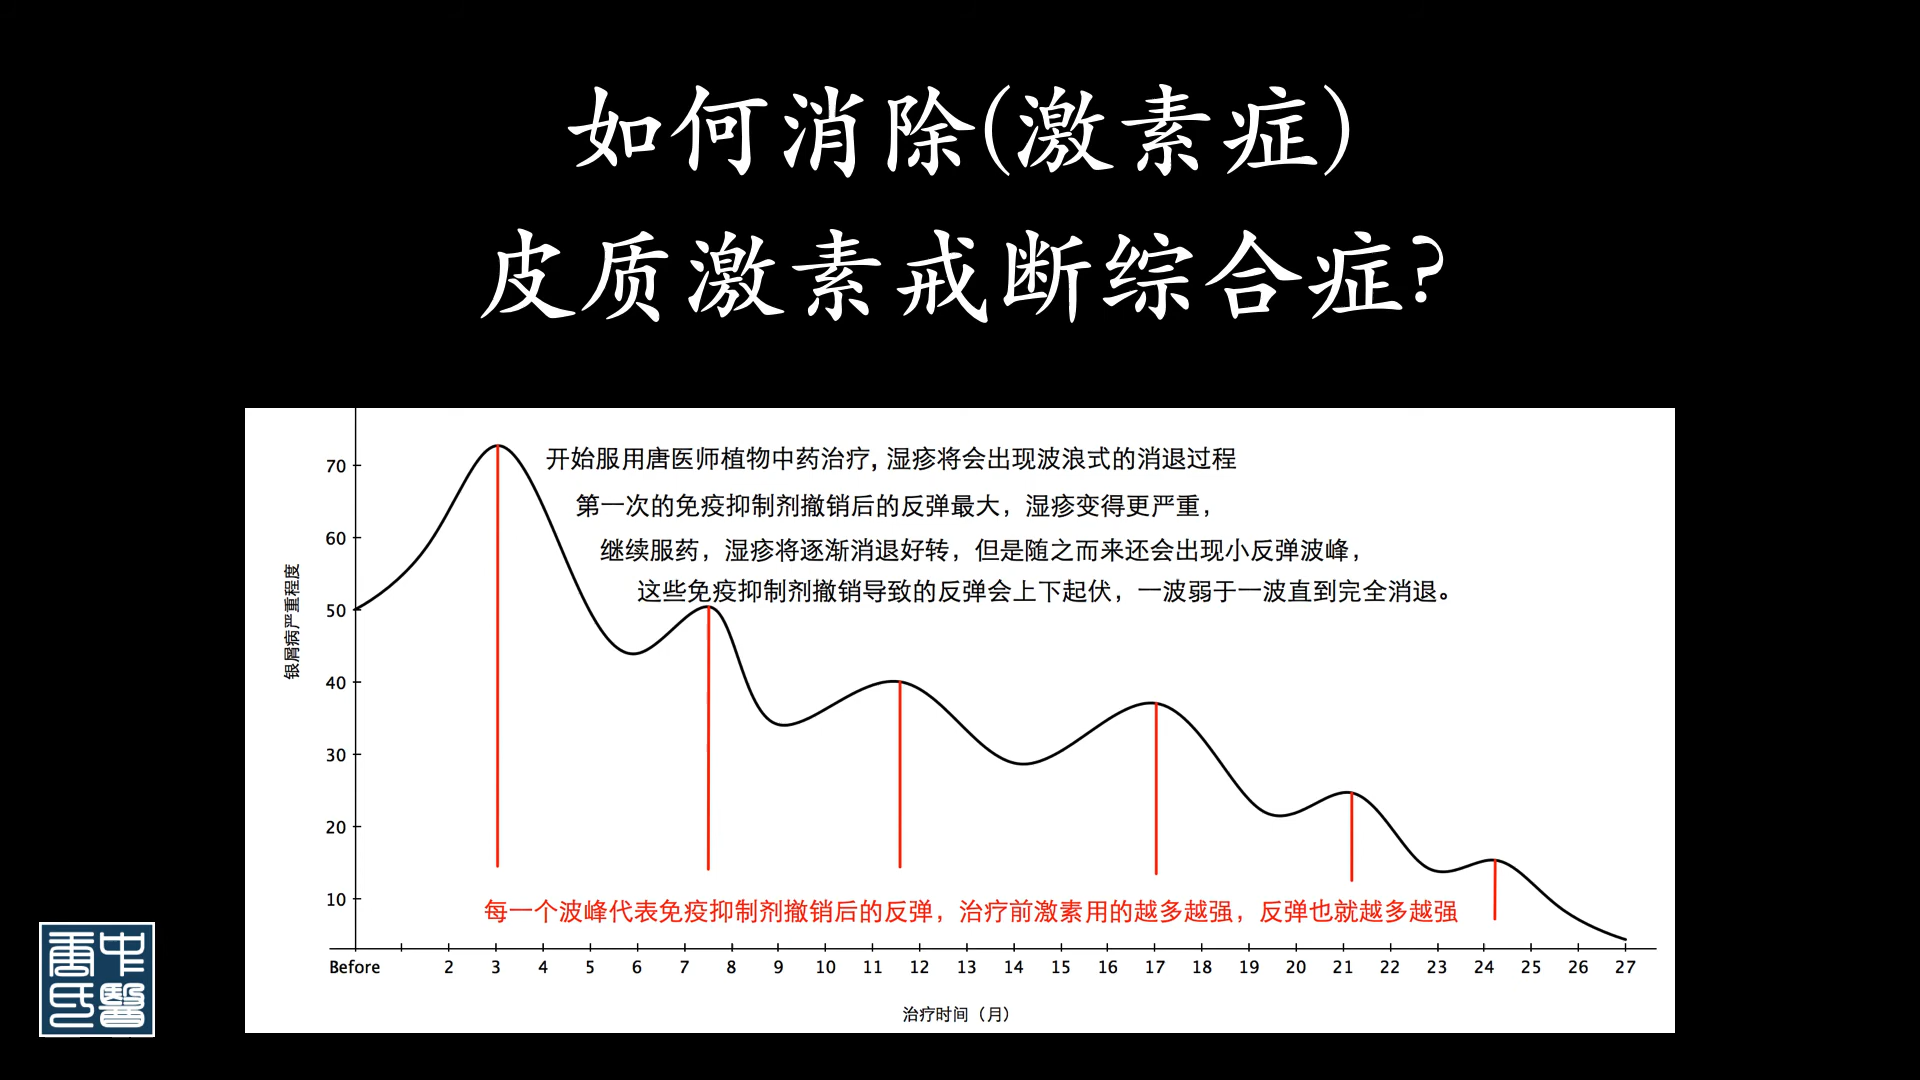 如何消除(激素症)
皮质激素戒断综合症?
开始服用唐医师植物中药治疗, 湿疹将会出现波浪式的消退过程
第一次的免疫抑制剂撤销后的反弹最大，湿疹变得更严重，
继续服药，湿疹将逐渐消退好转，但是随之而来还会出现小反弹波峰，
这些免疫抑制剂撤销导致的反弹会上下起伏，一波弱于一波直到完全消退。
银屑病严重程度
70
60
50
40
30
20
10
每一个波峰代表免疫抑制剂撤销后的反弹，治疗前激素用的越多越强，反弹也就越多越强
Before 2 3 4 5 6 7 8 9 10 11 12 13 14 15 16 17 18 19 20 21 22 23 24 25 26 27
治疗时间（月）
唐中
氏醫